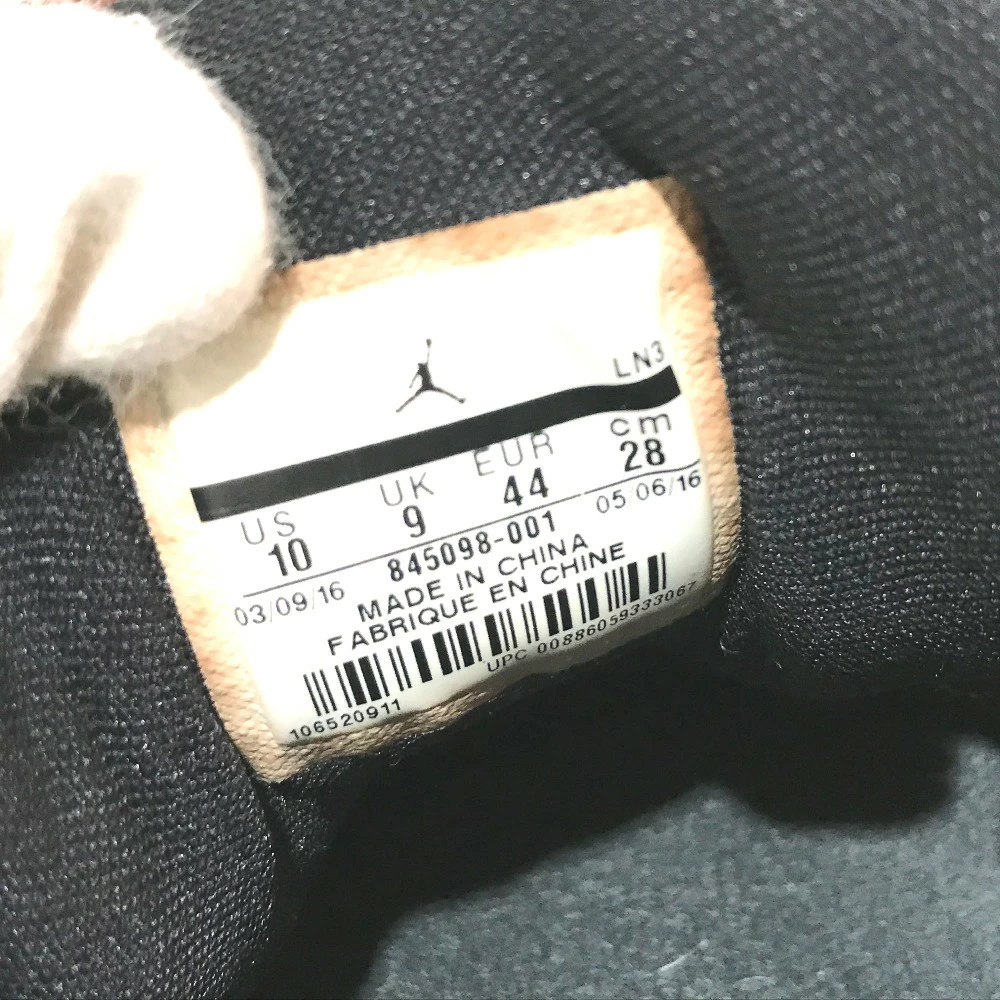 LN3
US UK EUR cm
10 9 44 28
03/09/16 845098-001 05/06/16
MADE IN CHINA
FABRIQUE EN CHINE
UPC 00886059333067
106520911